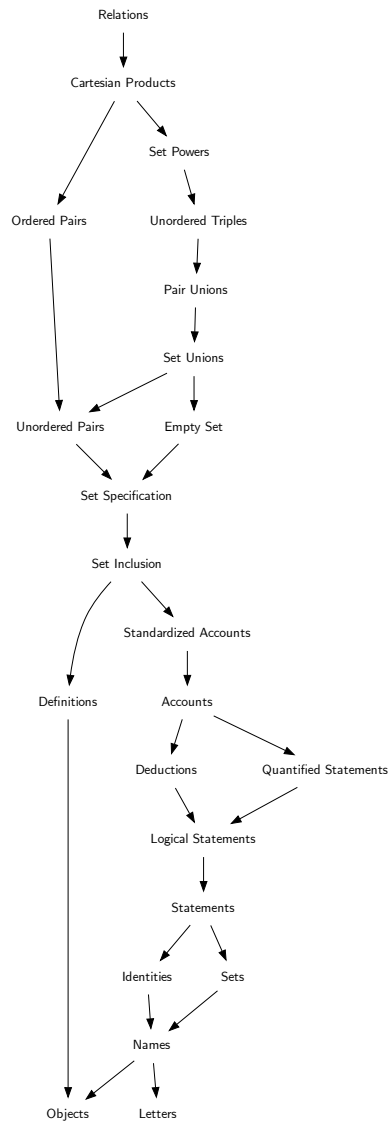 Relations
Cartesian Products
Set Powers
Ordered Pairs
Unordered Triples
Pair Unions
Set Unions
Unordered Pairs
Empty Set
Set Specification
Set Inclusion
Standardized Accounts
Definitions
Accounts
Deductions
Quantified Statements
Logical Statements
Statements
Identities
Sets
Names
Objects
Letters